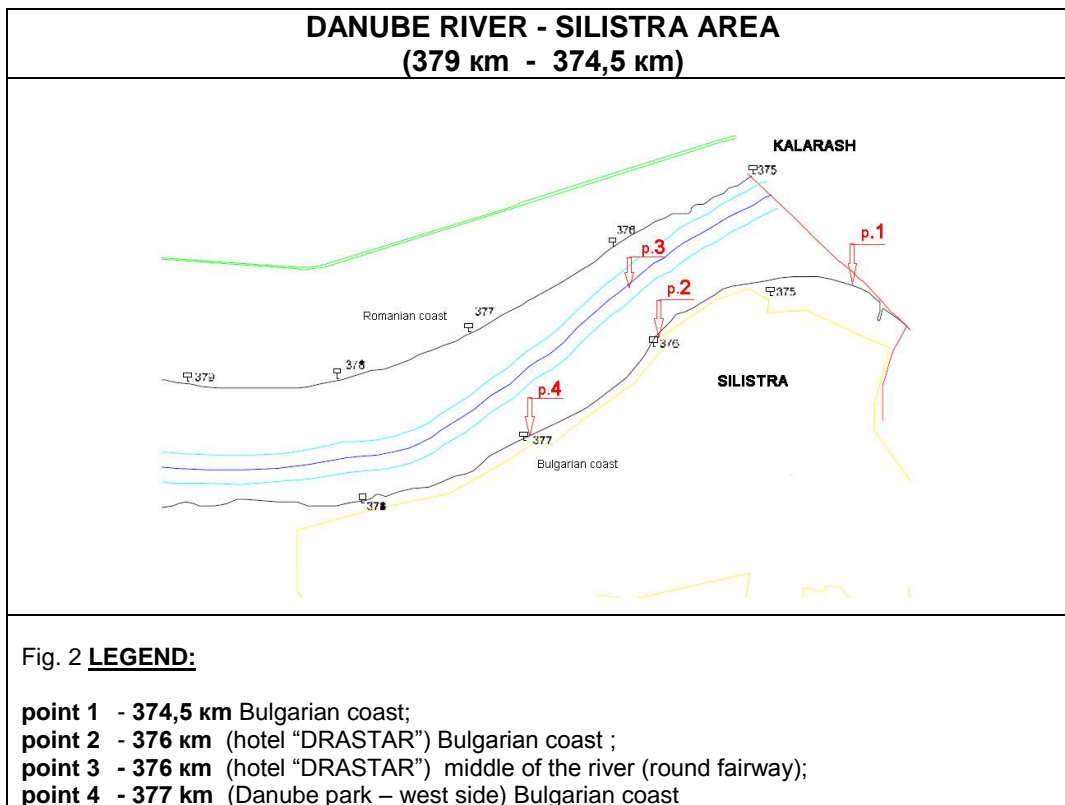 DANUBE RIVER - SILISTRA AREA
(379 км - 374,5 км)
KALARASH
375
376
p.3
p.1
p.2
377
Romanian coast
375
378
379
376
SILISTRA
p.4
377
Bulgarian coast
378
Fig. 2 LEGEND:
point 1 - 374,5 км Bulgarian coast;
point 2 - 376 км (hotel “DRASTAR”) Bulgarian coast ;
point 3 - 376 км (hotel “DRASTAR”) middle of the river (round fairway);
point 4 - 377 km (Danube park – west side) Bulgarian coast